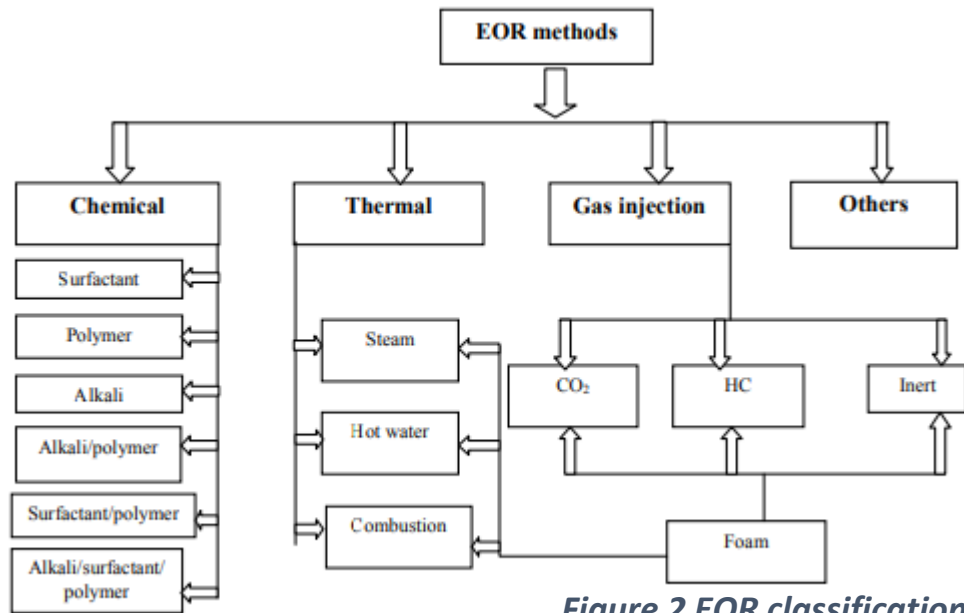 EOR methods
Chemical
Thermal
Gas injection
Others
Surfactant
Polymer
Alkali
Alkali/polymer
Surfactant/polymer
Alkali/surfactant/
polymer
Steam
Hot water
Combustion
CO₂
HC
Inert
Foam
Figure 2 EOR classification